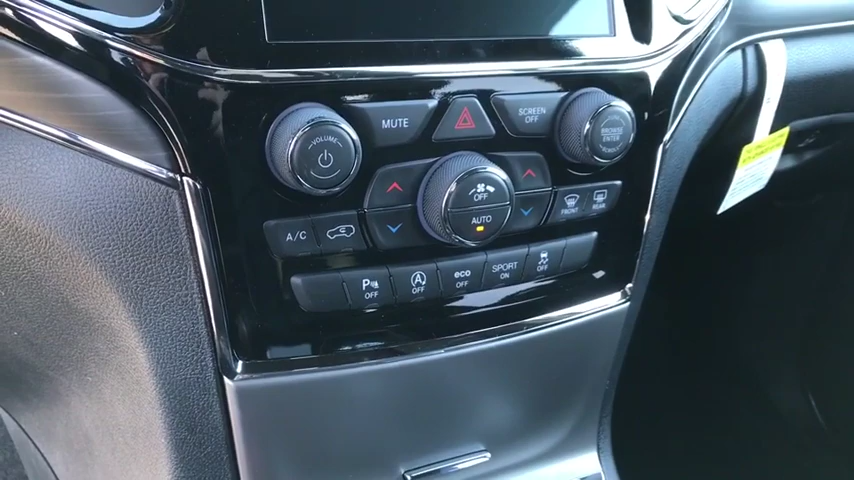 VOLUME
MUTE
SCREEN
OFF
BROWSE
ENTER
OFF
AUTO
A/C
FRONT
REAR
P
OFF
A
OFF
eco
OFF
SPORT
ON
OFF